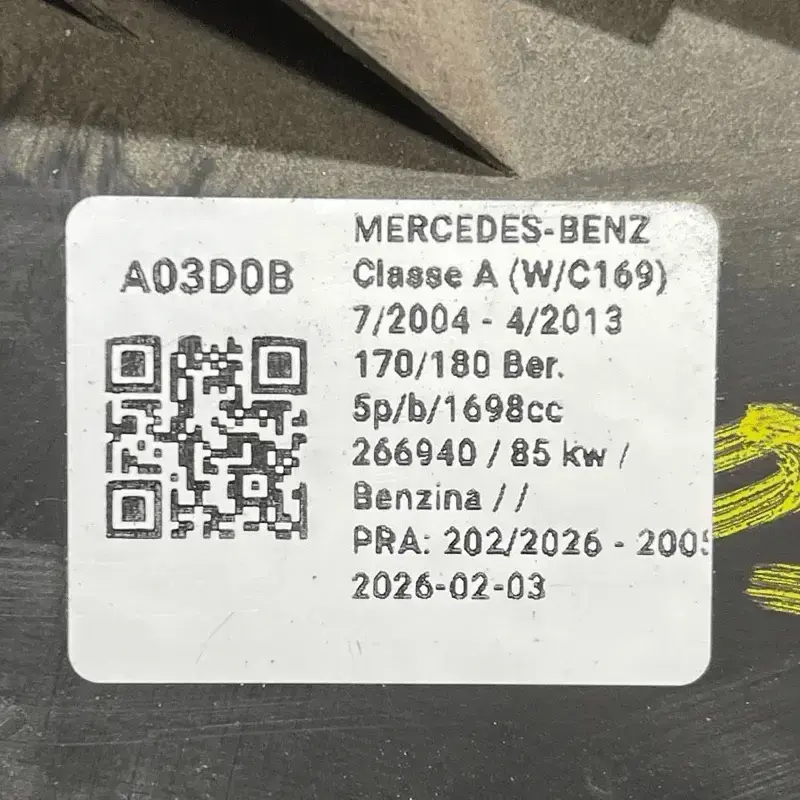 A03D0B
MERCEDES-BENZ
Classe A (W/C169)
7/2004 - 4/2013
170/180 Ber.
5p/b/1698cc
266940 / 85 kw /
Benzina / /
PRA: 202/2026 - 2005
2026-02-03